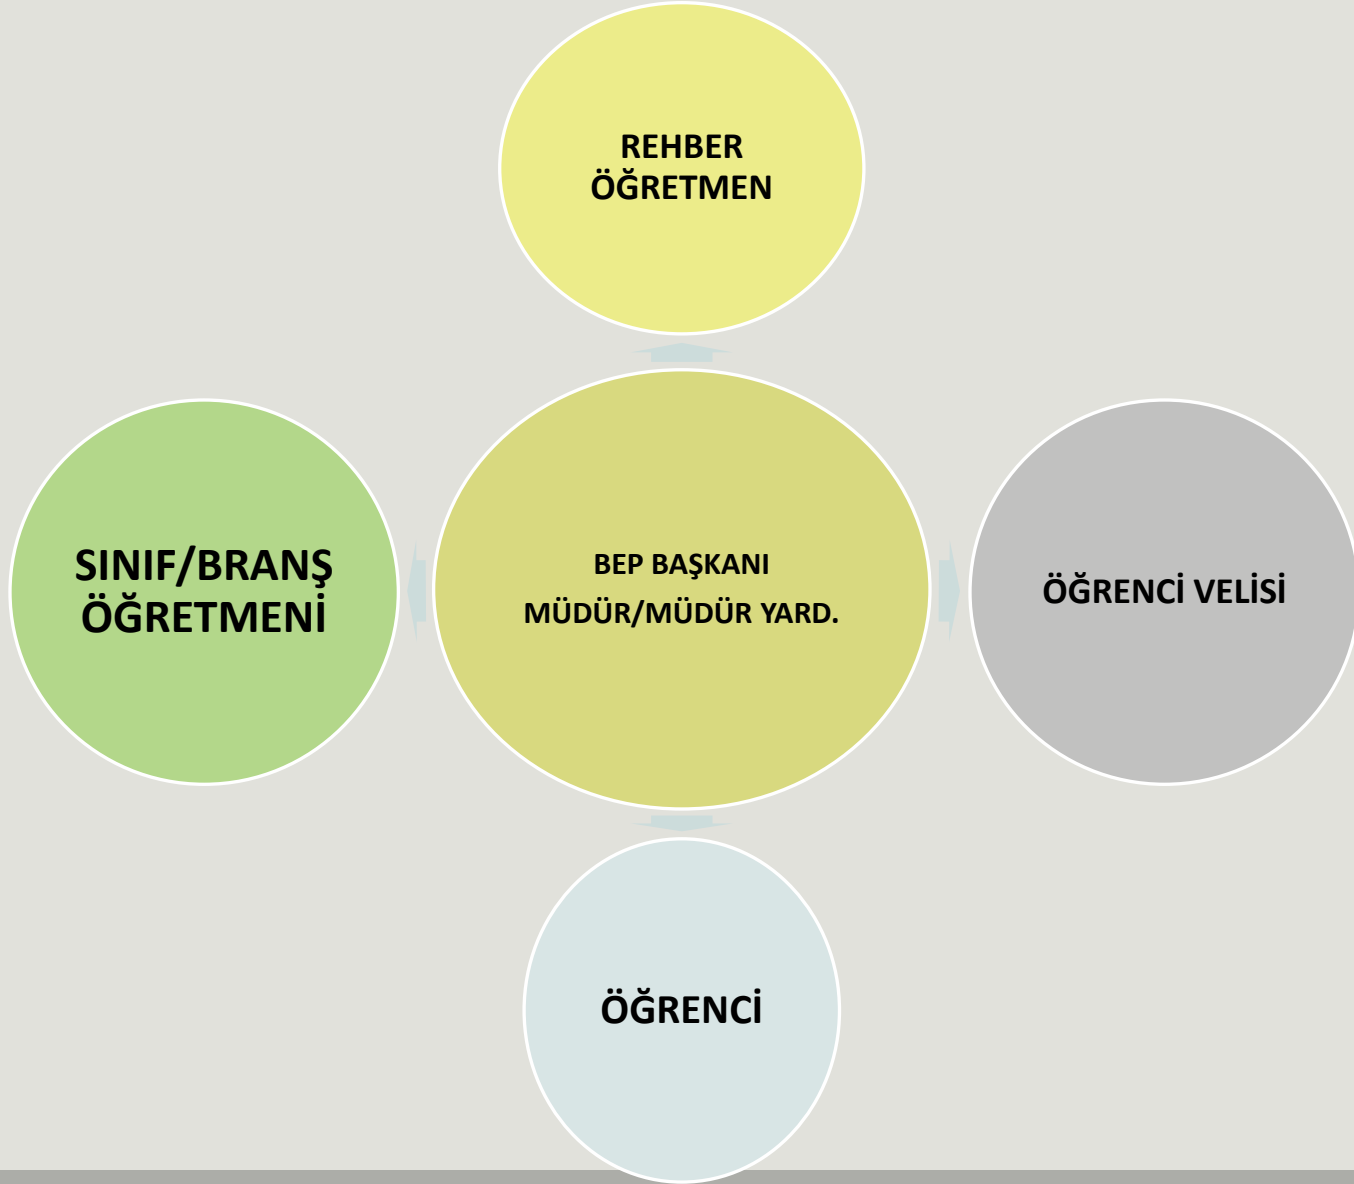 REHBER
ÖĞRETMEN
SINIF/BRANŞ
ÖĞRETMENİ
BEP BAŞKANI
MÜDÜR/MÜDÜR YARD.
ÖĞRENCİ VELİSİ
ÖĞRENCİ